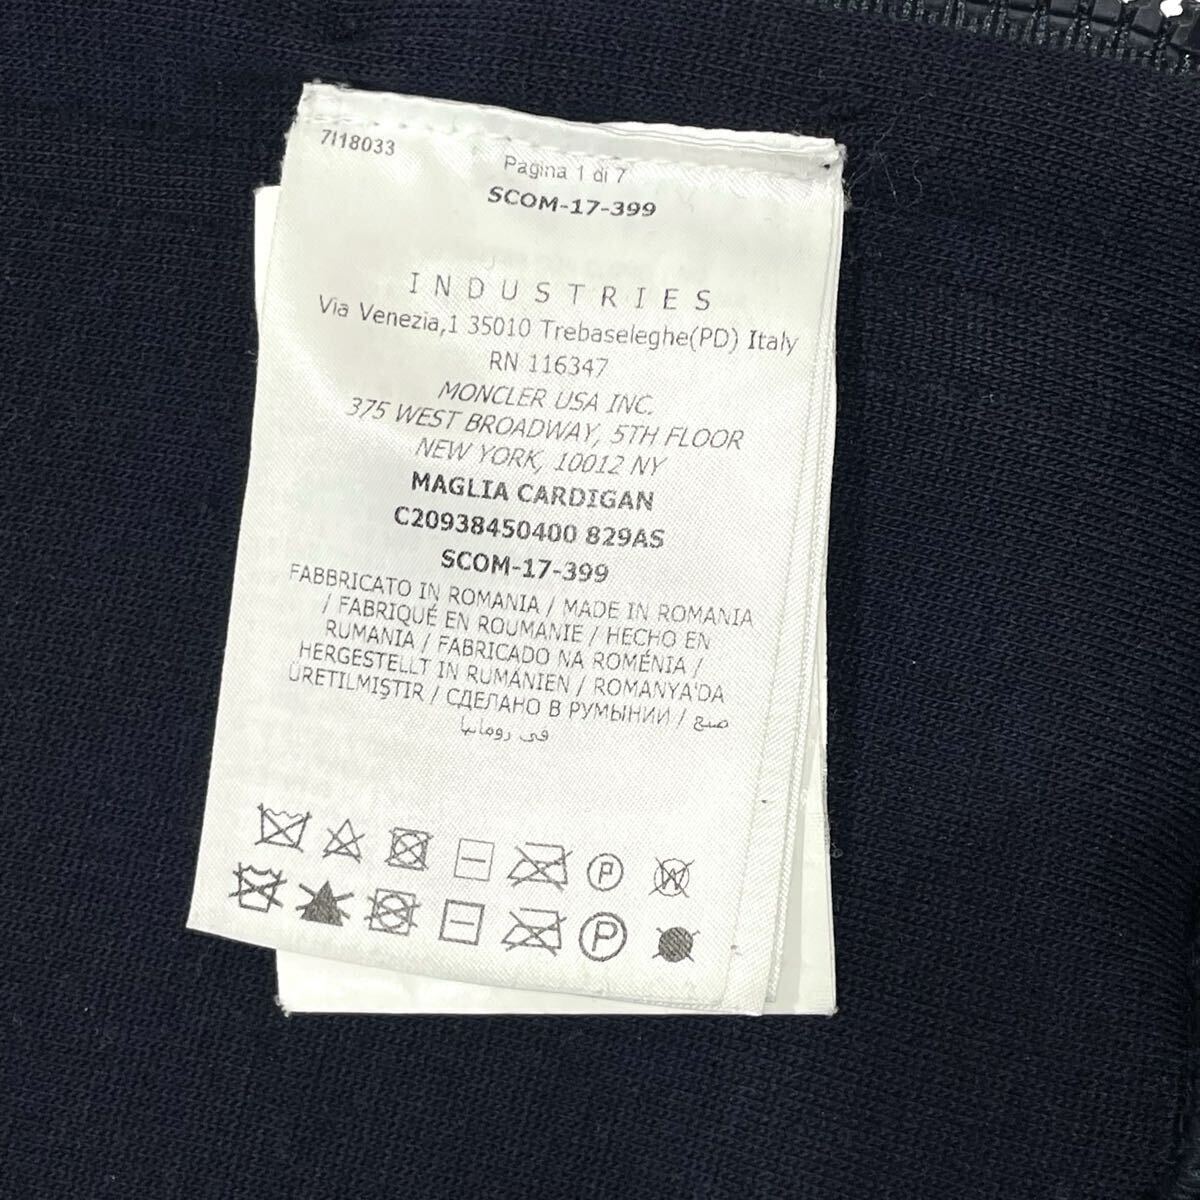 7I18033
Pagina 1 di 7
SCOM-17-399
INDUSTRIES
Via Venezia,1 35010 Trebaseleghe(PD) Italy
RN 116347
MONCLER USA INC.
375 WEST BROADWAY, 5TH FLOOR
NEW YORK, 10012 NY
MAGLIA CARDIGAN
C20938450400 829AS
SCOM-17-399
FABBRICATO IN ROMANIA / MADE IN ROMANIA
/ FABRIQUÉ EN ROUMANIE / HECHO EN
RUMANIA / FABRICADO NA ROMÉNIA /
HERGESTELLT IN RUMÄNIEN / ROMANYA'DA
ÜRETILMIŞTIR / СДЕЛАНО В РУМЫНИИ / صنع
في رومانيا
P
W
P